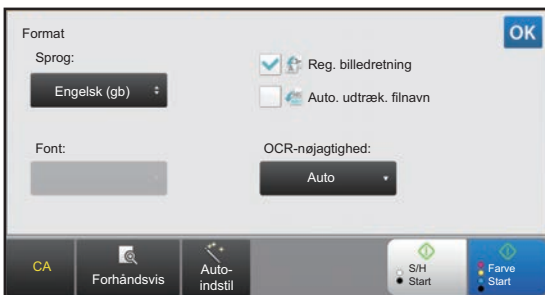 Format
OK
Sprog:
Engelsk (gb)
Reg. billedretning
Auto. udtræk. filnavn
Font:
OCR-nøjagtighed:
Auto
CA
Forhåndsvis
Auto-
indstil
S/H
Start
Farve
Start